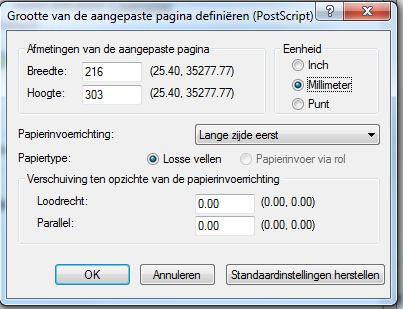 Grootte van de aangepaste pagina definiëren (PostScript)
Afmetingen van de aangepaste pagina
Breedte: 216 (25.40, 35277.77)
Hoogte: 303 (25.40, 35277.77)
Eenheid
Inch
Millimeter
Punt
Papierinvoerrichting: Lange zijde eerst
Papiertype: Losse vellen Papierinvoer via rol
Verschuiving ten opzichte van de papierinvoerrichting
Loodrecht: 0.00 (0.00, 0.00)
Parallel: 0.00 (0.00, 0.00)
OK Annuleren Standaardinstellingen herstellen